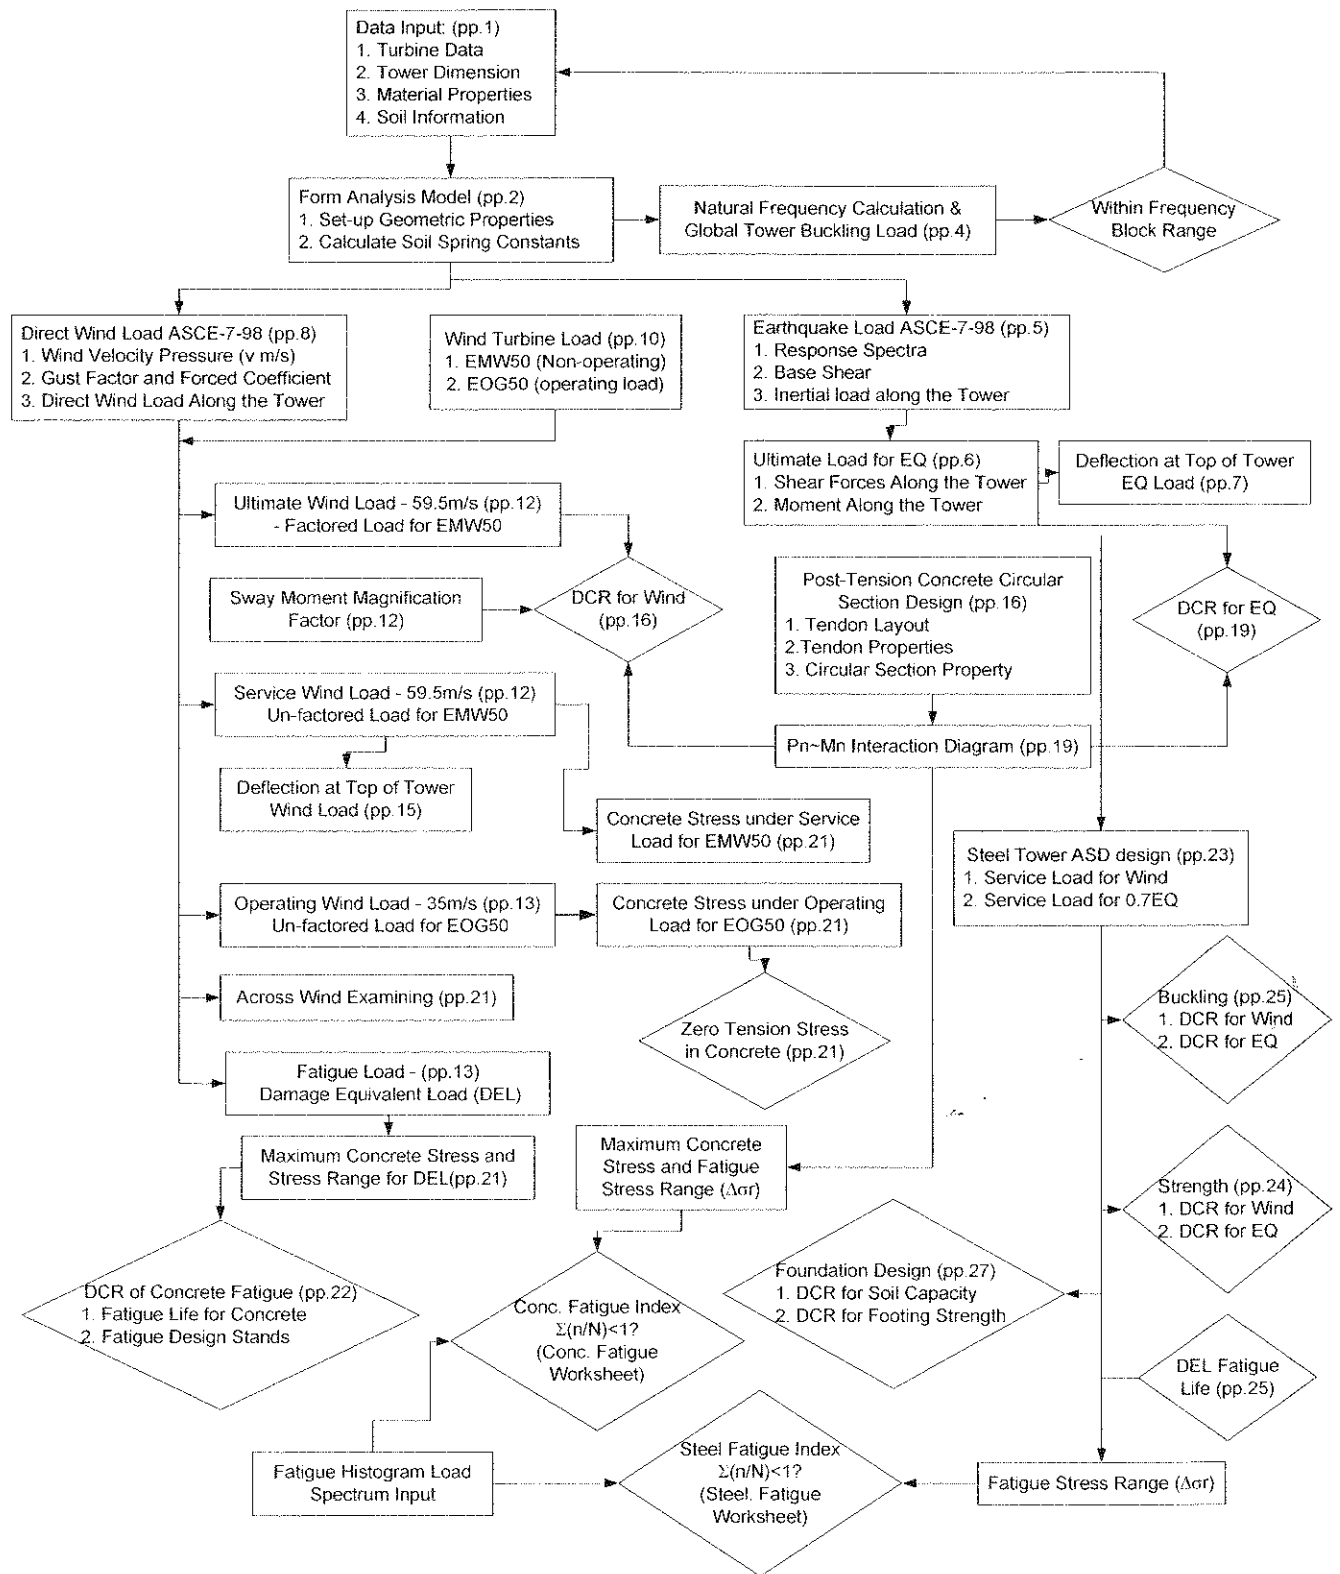 Data Input: (pp.1)
1. Turbine Data
2. Tower Dimension
3. Material Properties
4. Soil Information
Form Analysis Model (pp.2)
1. Set-up Geometric Properties
2. Calculate Soil Spring Constants
Natural Frequency Calculation &
Global Tower Buckling Load (pp.4)
Within Frequency
Block Range
Direct Wind Load ASCE-7-98 (pp.8)
1. Wind Velocity Pressure (v m/s)
2. Gust Factor and Forced Coefficient
3. Direct Wind Load Along the Tower
Wind Turbine Load (pp.10)
1. EMW50 (Non-operating)
2. EOG50 (operating load)
Earthquake Load ASCE-7-98 (pp.5)
1. Response Spectra
2. Base Shear
3. Inertial load along the Tower
Ultimate Load for EQ (pp.6)
1. Shear Forces Along the Tower
2. Moment Along the Tower
Deflection at Top of Tower
EQ Load (pp.7)
Ultimate Wind Load - 59.5m/s (pp.12)
- Factored Load for EMW50
Sway Moment Magnification
Factor (pp.12)
DCR for Wind
(pp.16)
Post-Tension Concrete Circular
Section Design (pp.16)
1. Tendon Layout
2.Tendon Properties
3. Circular Section Property
DCR for EQ
(pp.19)
Service Wind Load - 59.5m/s (pp.12)
Un-factored Load for EMW50
Pn~Mn Interaction Diagram (pp.19)
Deflection at Top of Tower
Wind Load (pp.15)
Concrete Stress under Service
Load for EMW50 (pp.21)
Steel Tower ASD design (pp.23)
1. Service Load for Wind
2. Service Load for 0.7EQ
Operating Wind Load - 35m/s (pp.13)
Un-factored Load for EOG50
Concrete Stress under Operating
Load for EOG50 (pp.21)
Across Wind Examining (pp.21)
Zero Tension Stress
in Concrete (pp.21)
Buckling (pp.25)
1. DCR for Wind
2. DCR for EQ
Fatigue Load - (pp.13)
Damage Equivalent Load (DEL)
Maximum Concrete Stress and
Stress Range for DEL(pp.21)
Maximum Concrete
Stress and Fatigue
Stress Range (Δσr)
Strength (pp.24)
1. DCR for Wind
2. DCR for EQ
DCR of Concrete Fatigue (pp.22)
1. Fatigue Life for Concrete
2. Fatigue Design Stands
Conc. Fatigue Index
Σ(n/N)<1?
(Conc. Fatigue
Worksheet)
Foundation Design (pp.27)
1. DCR for Soil Capacity
2. DCR for Footing Strength
DEL Fatigue
Life (pp.25)
Fatigue Histogram Load
Spectrum Input
Steel Fatigue Index
Σ(n/N)<1?
(Steel. Fatigue
Worksheet)
Fatigue Stress Range (Δσr)